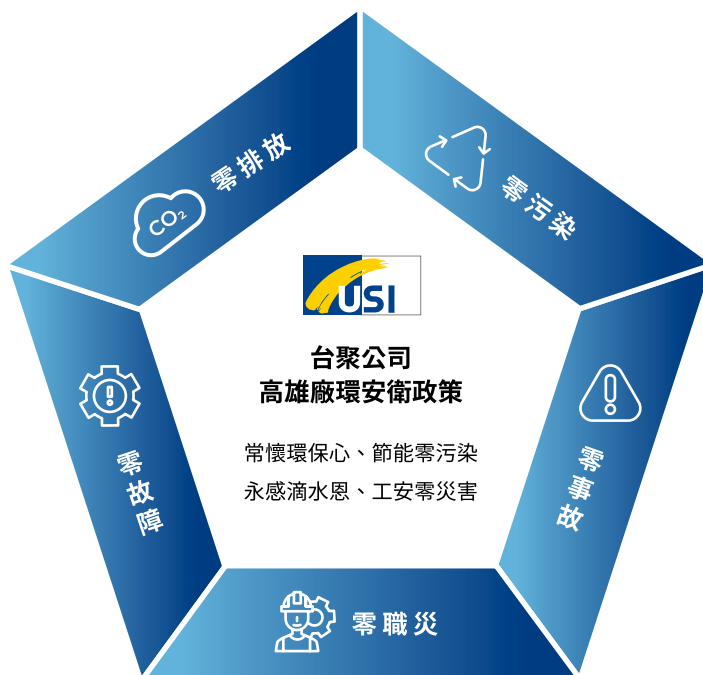 零排放
CO₂
零污染
USI
台聚公司
高雄廠環安衛政策
常懷環保心、節能零污染
永感滴水恩、工安零災害
零故障
零事故
零職災